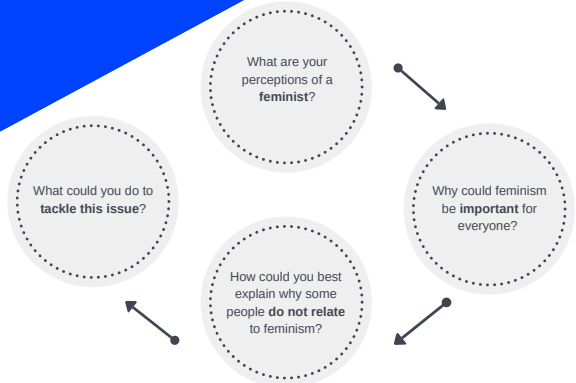 What are your
perceptions of a
feminist?
Why could feminism
be important for
everyone?
How could you best
explain why some
people do not relate
to feminism?
What could you do to
tackle this issue?